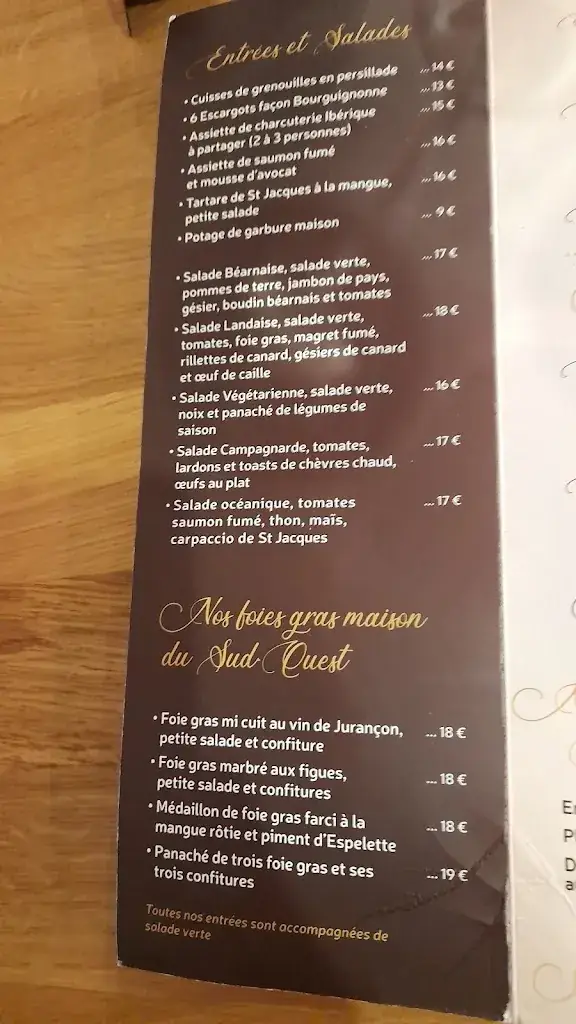 Entrées et Salades
• Cuisses de grenouilles en persillade ... 14 €
• 6 Escargots façon Bourguignonne ... 13 €
• Assiette de charcuterie Ibérique ... 15 €
à partager (2 à 3 personnes)
• Assiette de saumon fumé ... 16 €
et mousse d'avocat
• Tartare de St Jacques à la mangue, ... 16 €
petite salade
• Potage de garbure maison ... 9 €
• Salade Béarnaise, salade verte, ... 17 €
pommes de terre, jambon de pays,
gésier, boudin béarnais et tomates
• Salade Landaise, salade verte, ... 18 €
tomates, foie gras, magret fumé,
rillettes de canard, gésiers de canard
et œuf de caille
• Salade Végétarienne, salade verte, ... 16 €
noix et panaché de légumes de
saison
• Salade Campagnarde, tomates, ... 17 €
lardons et toasts de chèvres chaud,
œufs au plat
• Salade océanique, tomates ... 17 €
saumon fumé, thon, maïs,
carpaccio de St Jacques
Nos foies gras maison
du Sud Ouest
• Foie gras mi cuit au vin de Jurançon, ... 18 €
petite salade et confiture
• Foie gras marbré aux figues, ... 18 €
petite salade et confitures
• Médaillon de foie gras farci à la ... 18 €
mangue rôtie et piment d'Espelette
• Panaché de trois foie gras et ses ... 19 €
trois confitures
Toutes nos entrées sont accompagnées de
salade verte